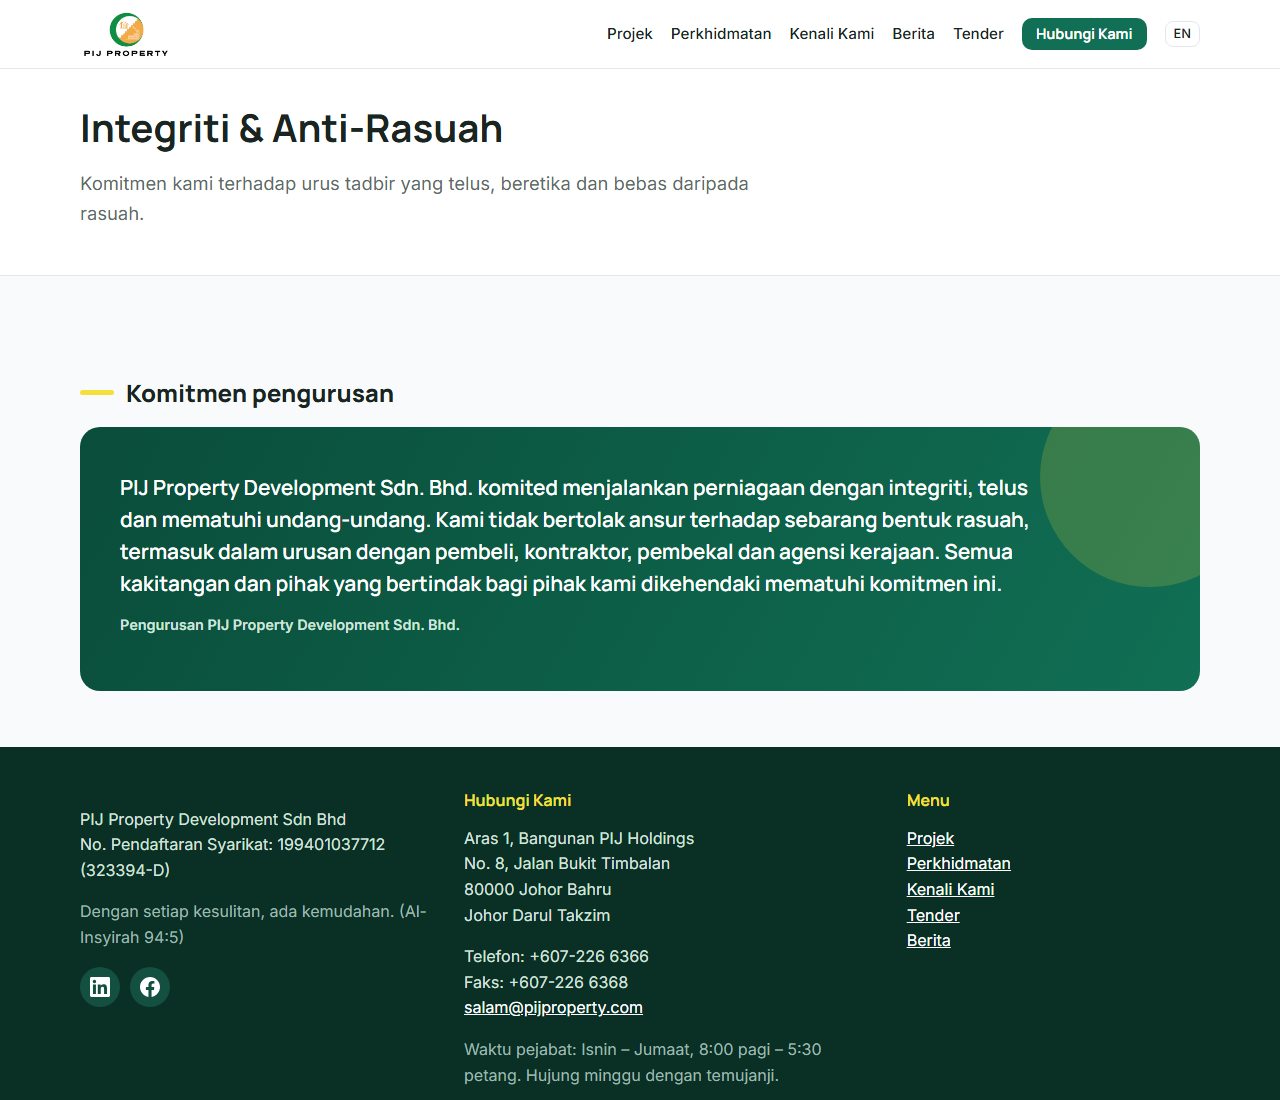 PIJ PROPERTY
Projek
Perkhidmatan
Kenali Kami
Berita
Tender
Hubungi Kami
EN
Integriti & Anti-Rasuah
Komitmen kami terhadap urus tadbir yang telus, beretika dan bebas daripada
rasuah.
Komitmen pengurusan
PIJ Property Development Sdn. Bhd. komited menjalankan perniagaan dengan integriti, telus
dan mematuhi undang-undang. Kami tidak bertolak ansur terhadap sebarang bentuk rasuah,
termasuk dalam urusan dengan pembeli, kontraktor, pembekal dan agensi kerajaan. Semua
kakitangan dan pihak yang bertindak bagi pihak kami dikehendaki mematuhi komitmen ini.
Pengurusan PIJ Property Development Sdn. Bhd.
PIJ Property Development Sdn Bhd
No. Pendaftaran Syarikat: 199401037712
(323394-D)
Dengan setiap kesulitan, ada kemudahan. (Al-
Insyirah 94:5)
Hubungi Kami
Aras 1, Bangunan PIJ Holdings
No. 8, Jalan Bukit Timbalan
80000 Johor Bahru
Johor Darul Takzim
Telefon: +607-226 6366
Faks: +607-226 6368
salam@pijproperty.com
Waktu pejabat: Isnin – Jumaat, 8:00 pagi – 5:30
petang. Hujung minggu dengan temujanji.
Menu
Projek
Perkhidmatan
Kenali Kami
Tender
Berita